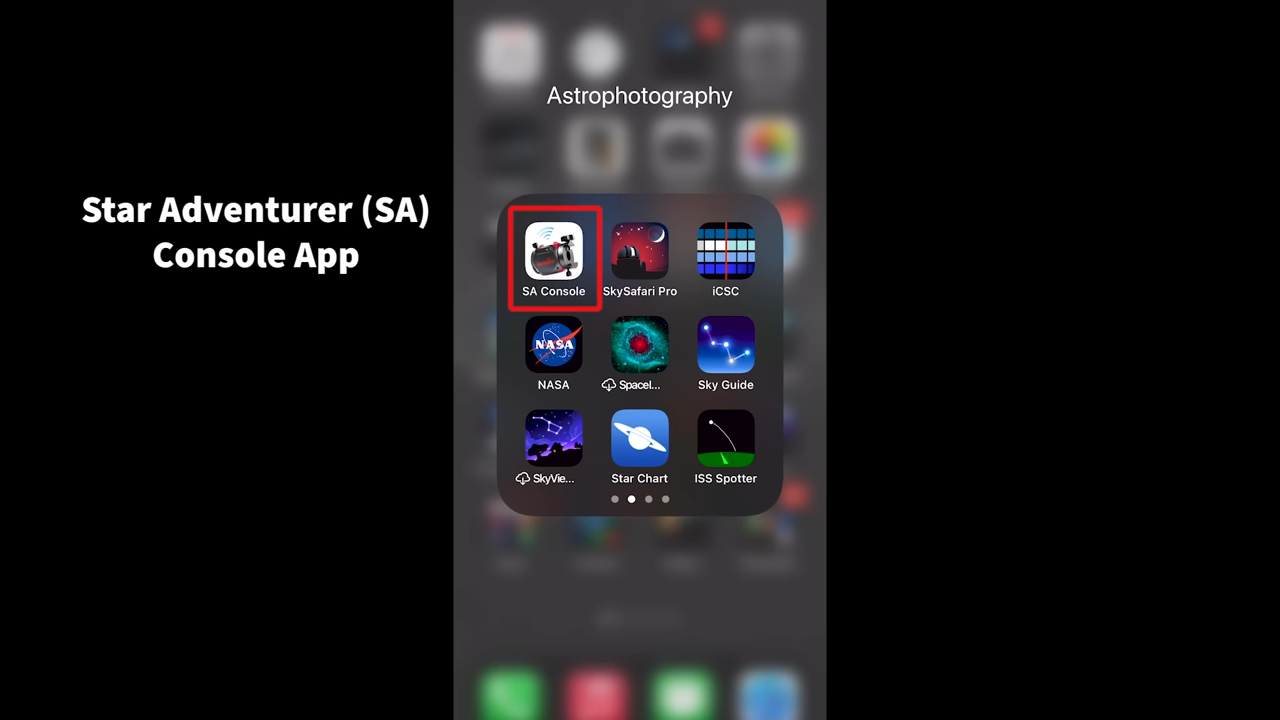 Astrophotography
Star Adventurer (SA)
Console App
SA Console
SkySafari Pro
iCSC
NASA
NASA
SpaceI...
Sky Guide
SkyVie...
Star Chart
ISS Spotter